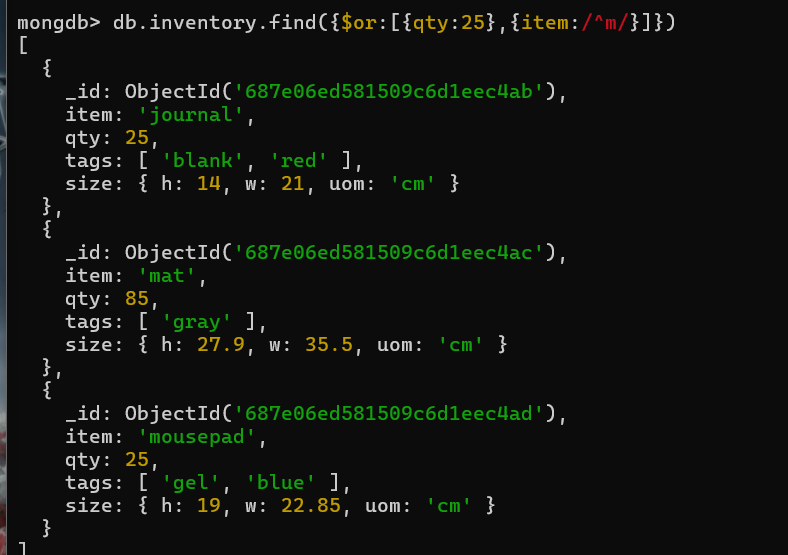 mongdb> db.inventory.find({$or:[{qty:25},{item:/^m/}]})
[
  {
    _id: ObjectId('687e06ed581509c6d1eec4ab'),
    item: 'journal',
    qty: 25,
    tags: [ 'blank', 'red' ],
    size: { h: 14, w: 21, uom: 'cm' }
  },
  {
    _id: ObjectId('687e06ed581509c6d1eec4ac'),
    item: 'mat',
    qty: 85,
    tags: [ 'gray' ],
    size: { h: 27.9, w: 35.5, uom: 'cm' }
  },
  {
    _id: ObjectId('687e06ed581509c6d1eec4ad'),
    item: 'mousepad',
    qty: 25,
    tags: [ 'gel', 'blue' ],
    size: { h: 19, w: 22.85, uom: 'cm' }
  }
]